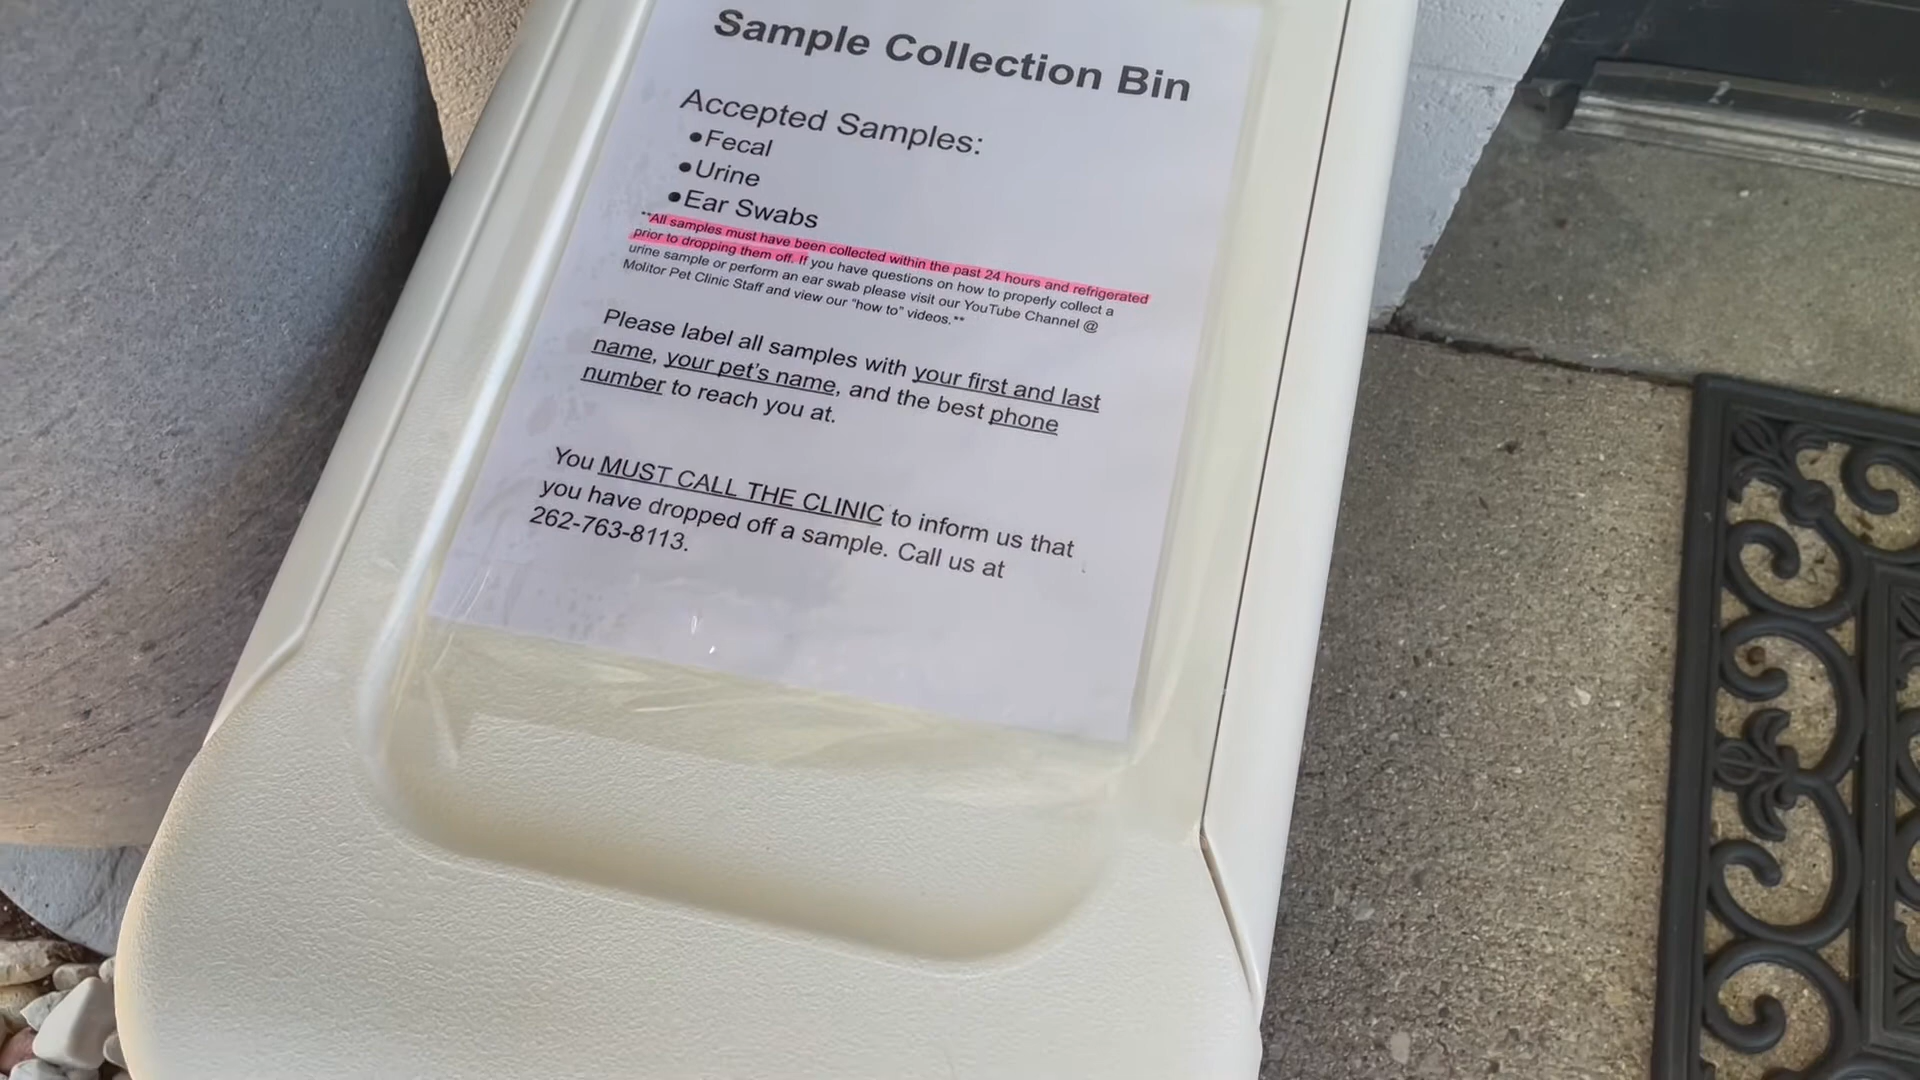 Sample Collection Bin
Accepted Samples:
●Fecal
●Urine
●Ear Swabs
**All samples must have been collected within the past 24 hours and refrigerated
prior to dropping them off. If you have questions on how to properly collect a
urine sample or perform an ear swab please visit our YouTube Channel @
Molitor Pet Clinic Staff and view our "how to" videos.**
Please label all samples with your first and last
name, your pet's name, and the best phone
number to reach you at.
You MUST CALL THE CLINIC to inform us that
you have dropped off a sample. Call us at
262-763-8113.